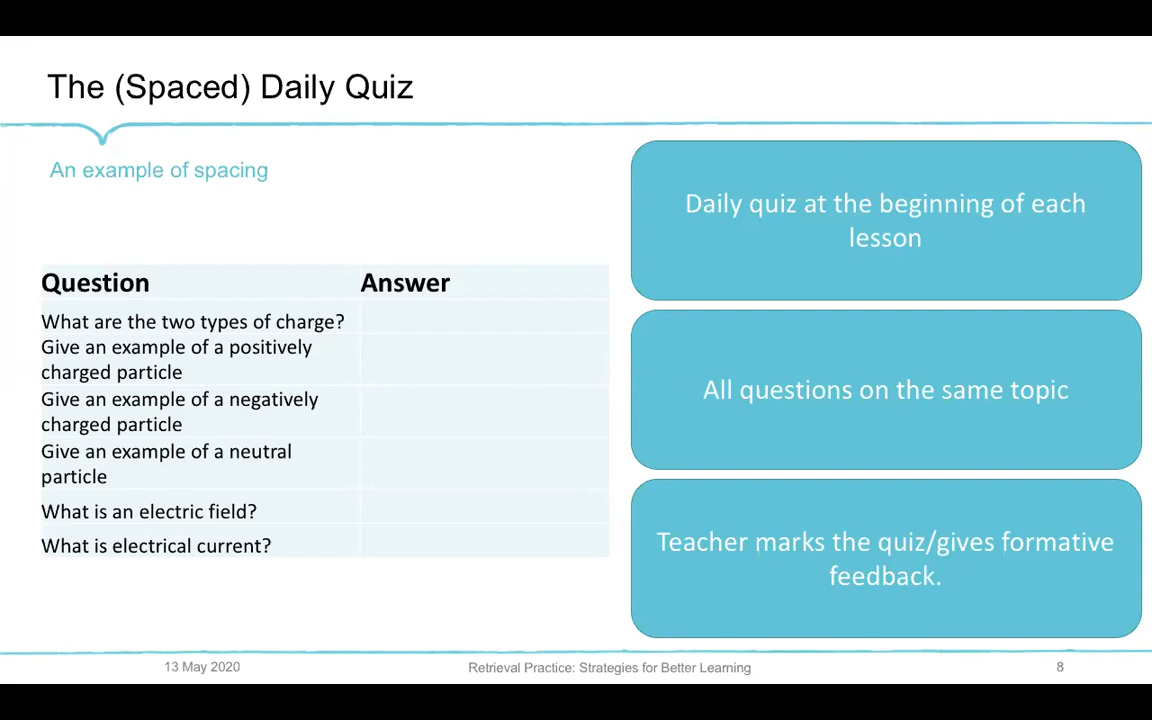 The (Spaced) Daily Quiz
An example of spacing
Question Answer
What are the two types of charge?
Give an example of a positively
charged particle
Give an example of a negatively
charged particle
Give an example of a neutral
particle
What is an electric field?
What is electrical current?
Daily quiz at the beginning of each
lesson
All questions on the same topic
Teacher marks the quiz/gives formative
feedback.
13 May 2020 Retrieval Practice: Strategies for Better Learning 8